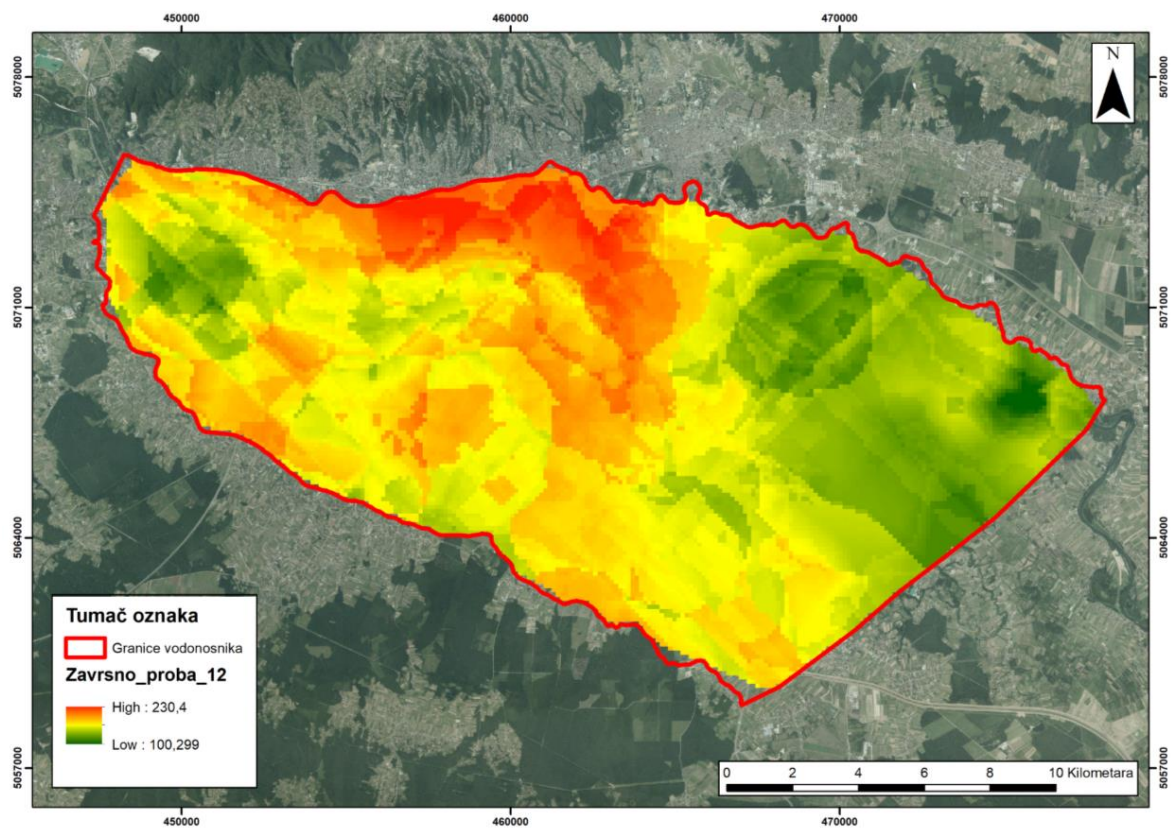 450000 460000 470000
N
5078000 5078000
5071000 5071000
5064000 5064000
5057000 5057000
Tumač oznaka
Granice vodonosnika
Zavrsno_proba_12
High : 230,4
Low : 100,299
0 2 4 6 8 10 Kilometara
450000 460000 470000